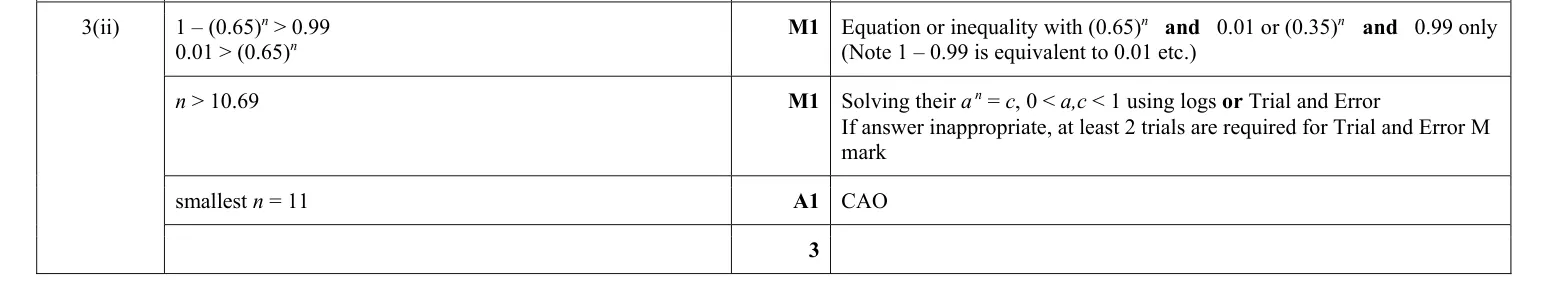 3(ii)
1 – (0.65)ⁿ > 0.99
0.01 > (0.65)ⁿ
M1
Equation or inequality with (0.65)ⁿ and 0.01 or (0.35)ⁿ and 0.99 only
(Note 1 – 0.99 is equivalent to 0.01 etc.)
n > 10.69
M1
Solving their aⁿ = c, 0 < a,c < 1 using logs or Trial and Error
If answer inappropriate, at least 2 trials are required for Trial and Error M
mark
smallest n = 11
A1
CAO
3